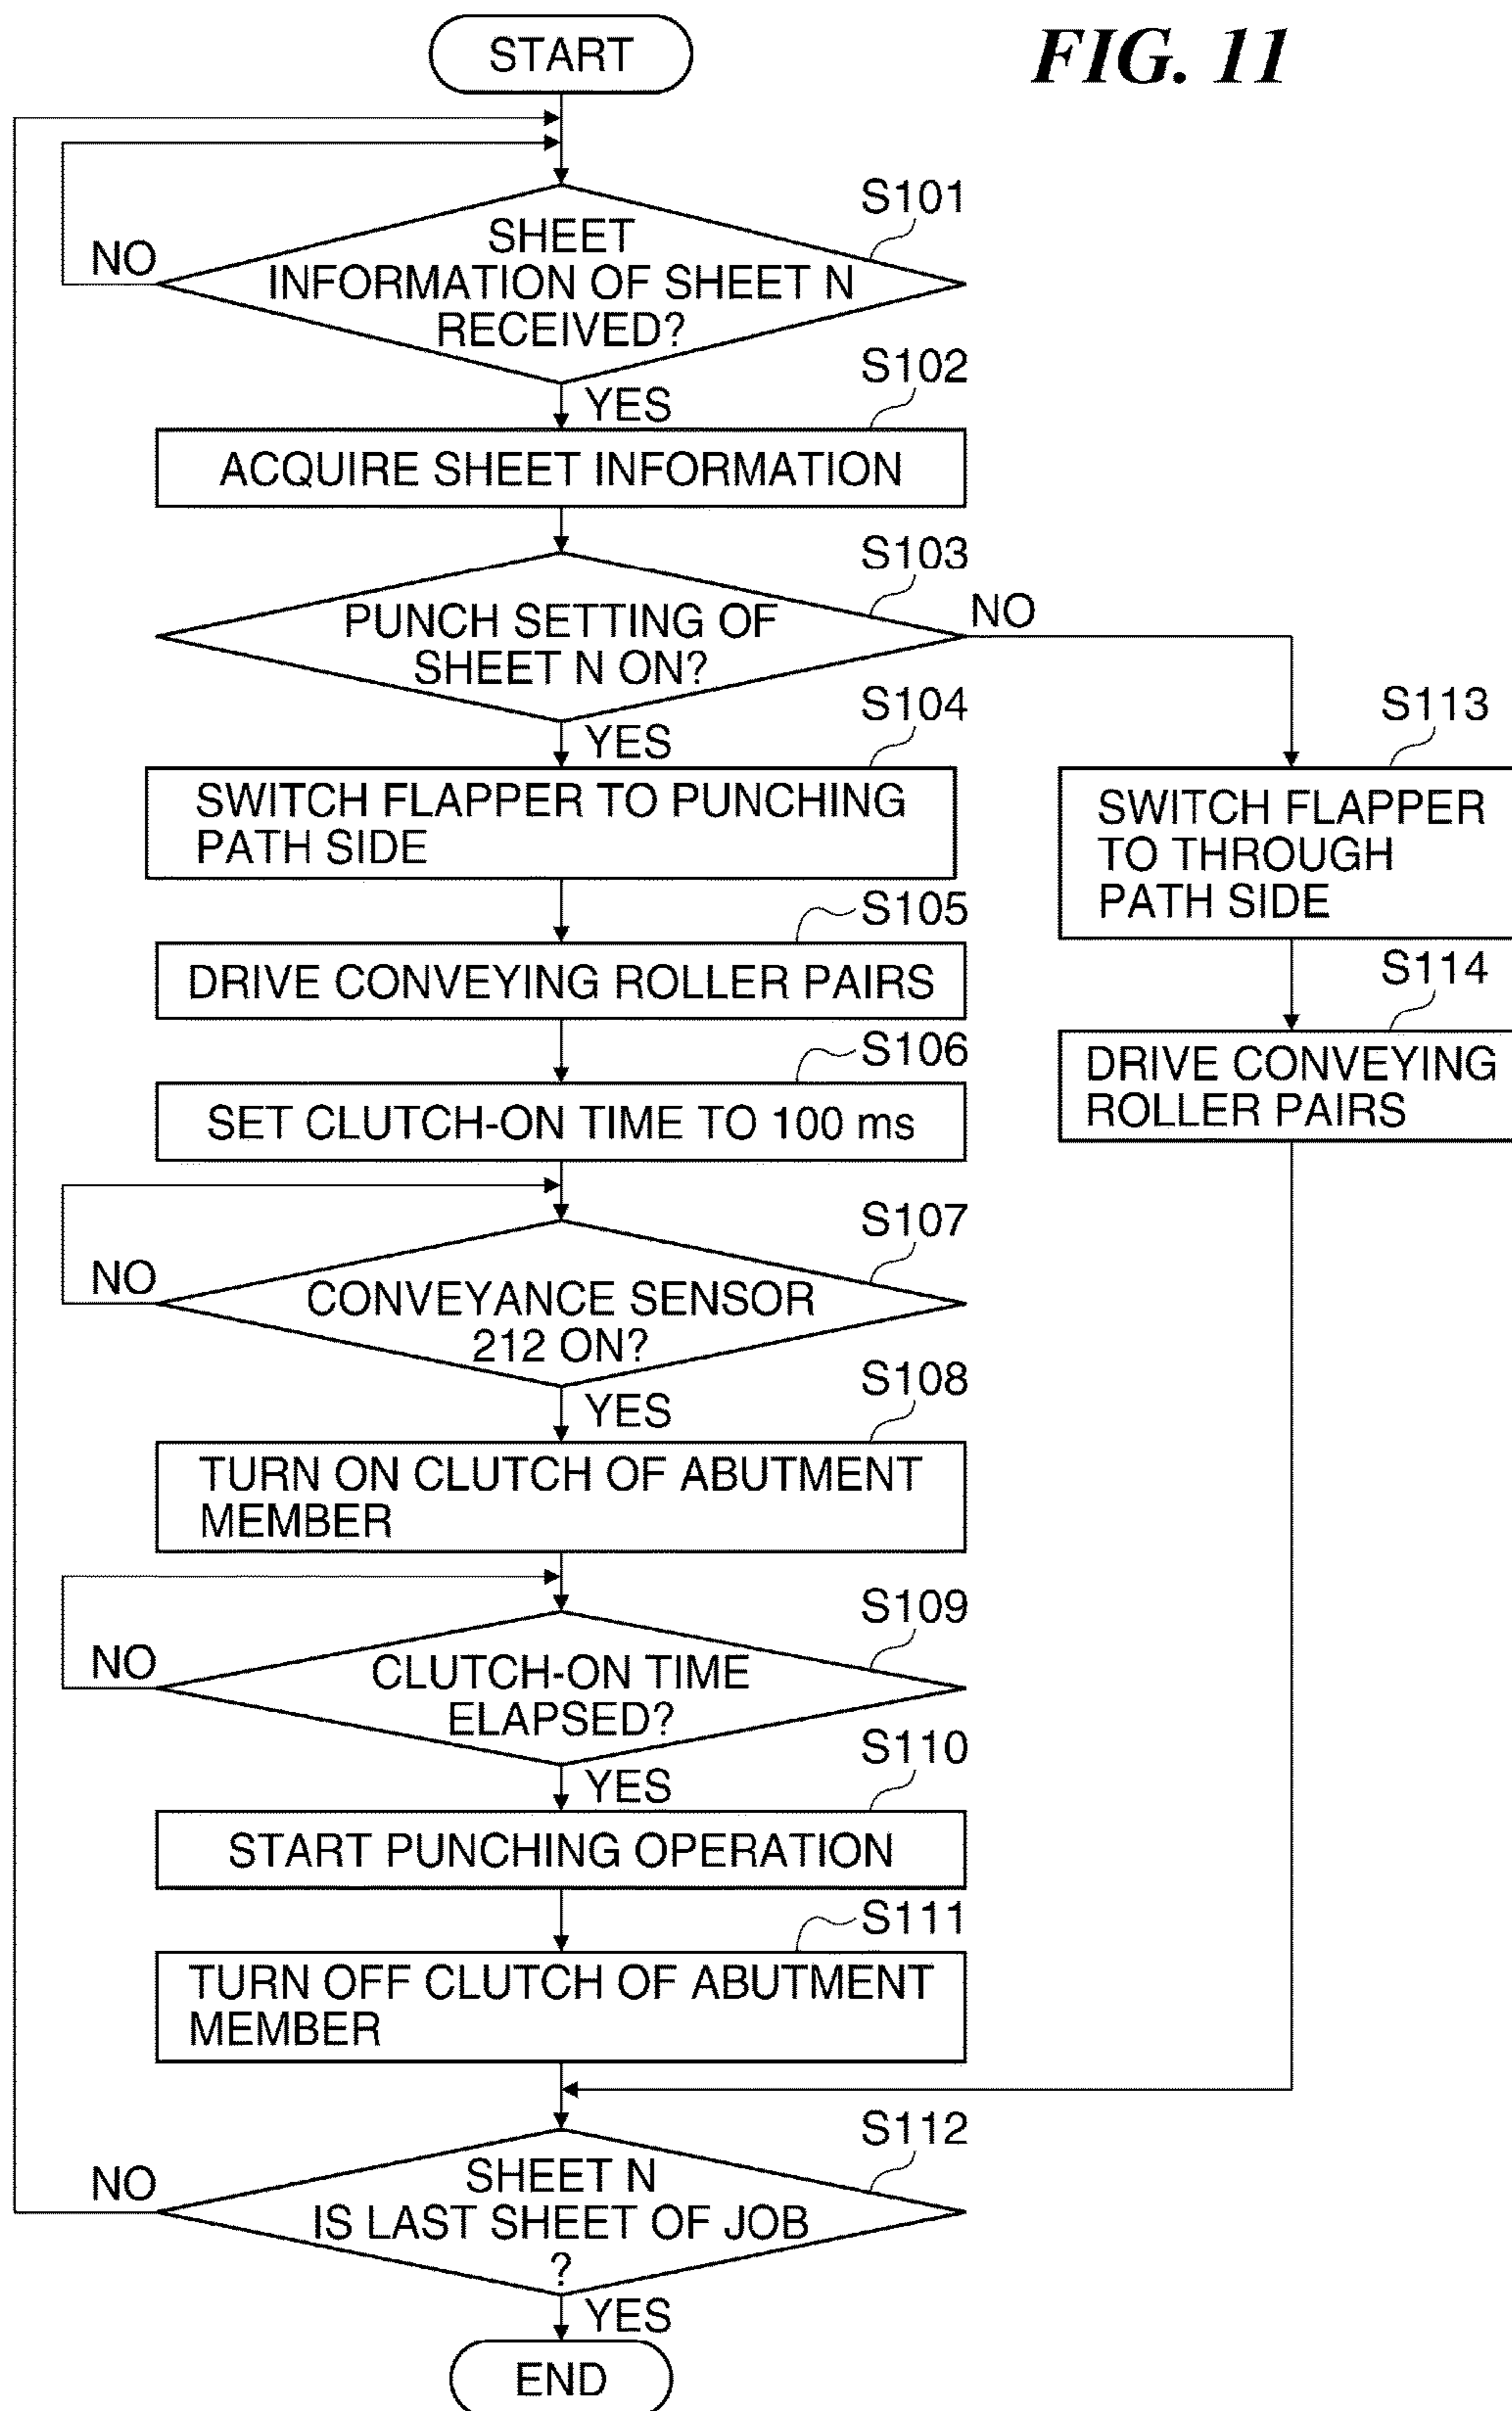 FIG. 11
START
S101
SHEET
INFORMATION OF SHEET N
RECEIVED?
NO
YES
S102
ACQUIRE SHEET INFORMATION
S103
PUNCH SETTING OF
SHEET N ON?
NO
YES
S104
SWITCH FLAPPER TO PUNCHING
PATH SIDE
S113
SWITCH FLAPPER
TO THROUGH
PATH SIDE
S105
DRIVE CONVEYING ROLLER PAIRS
S114
DRIVE CONVEYING
ROLLER PAIRS
S106
SET CLUTCH-ON TIME TO 100 ms
S107
CONVEYANCE SENSOR
212 ON?
NO
YES
S108
TURN ON CLUTCH OF ABUTMENT
MEMBER
S109
CLUTCH-ON TIME
ELAPSED?
NO
YES
S110
START PUNCHING OPERATION
S111
TURN OFF CLUTCH OF ABUTMENT
MEMBER
S112
SHEET N
IS LAST SHEET OF JOB
?
NO
YES
END